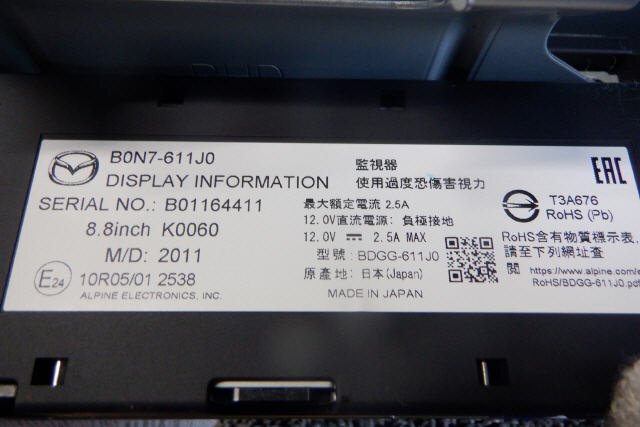 RHD
B0N7-611J0
DISPLAY INFORMATION
SERIAL NO.: B01164411
8.8inch K0060
M/D: 2011
E24
10R05/01 2538
ALPINE ELECTRONICS, INC.
監視器
使用過度恐傷害視力
最大額定電流 2.5A
12.0V直流電源: 負極接地
12.0V ⎓ 2.5A MAX
型號: BDGG-611J0
原產地: 日本(Japan)
MADE IN JAPAN
EAC
T3A676
RoHS (Pb)
RoHS含有物質標示表.
請至下列網址查
閱 https://www.alpine.com
RoHS/BDGG-611J0.pdf